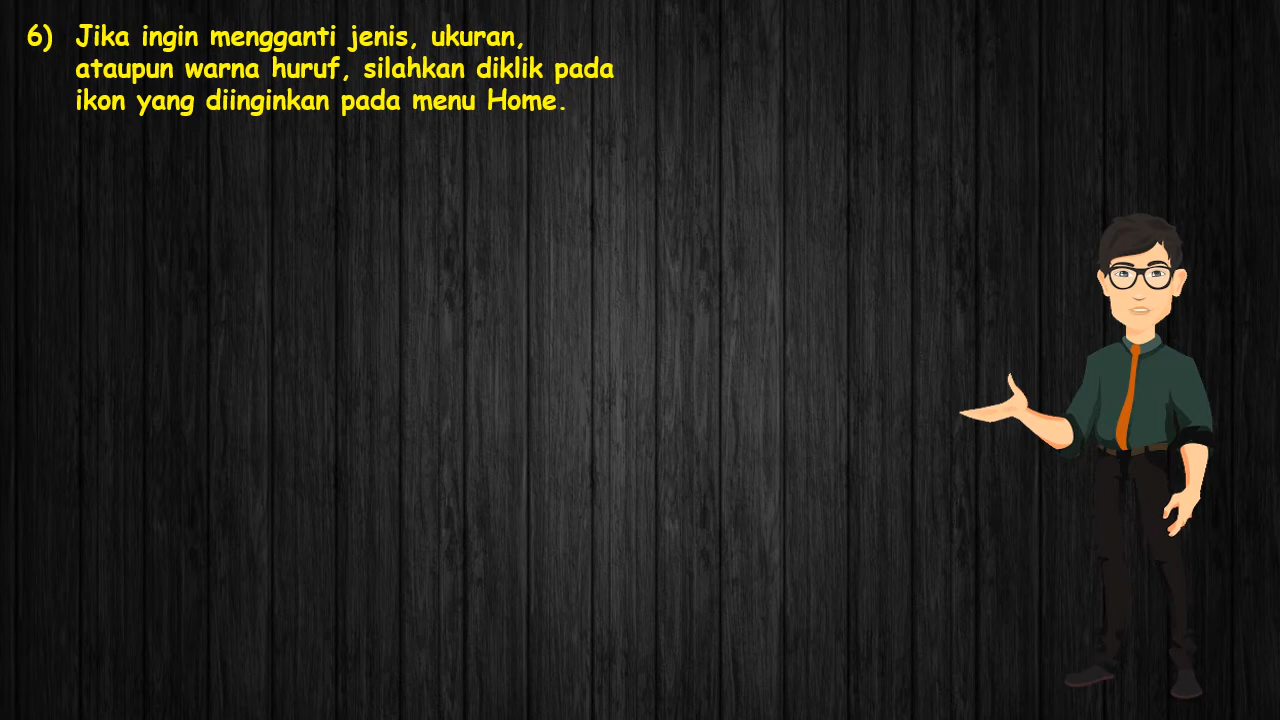 6) Jika ingin mengganti jenis, ukuran,
ataupun warna huruf, silahkan diklik pada
ikon yang diinginkan pada menu Home.